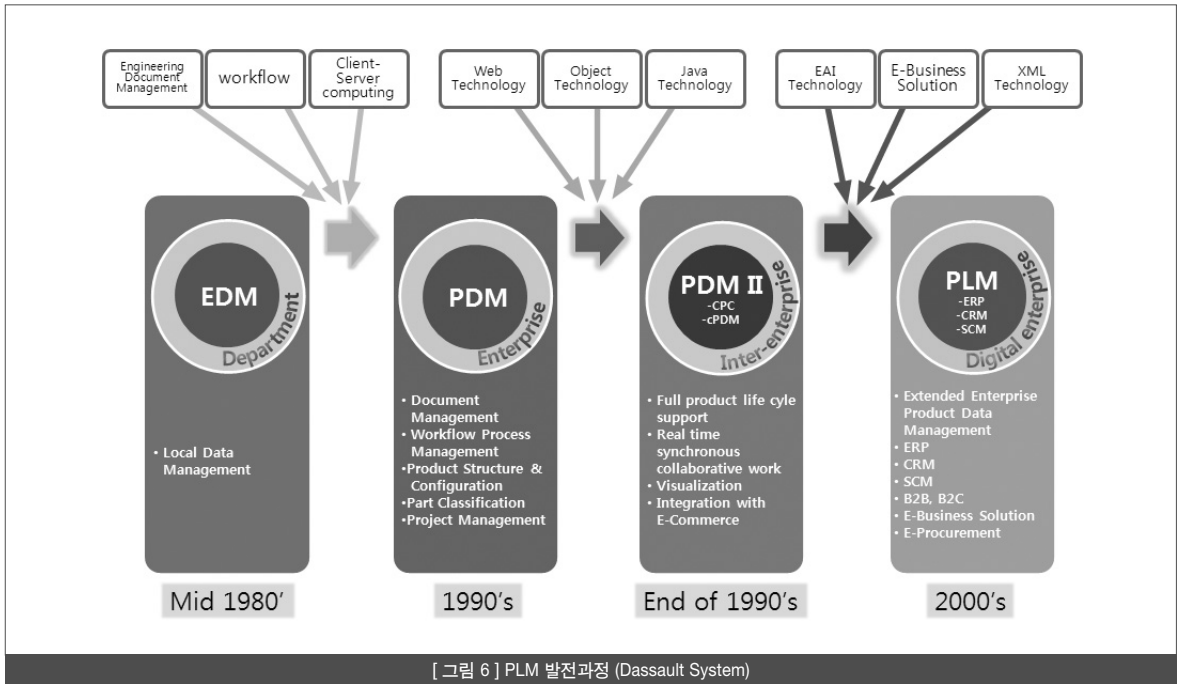 Engineering
Document
Management
workflow
Client-
Server
computing
Web
Technology
Object
Technology
Java
Technology
EAI
Technology
E-Business
Solution
XML
Technology
EDM
Department
• Local Data
Management
Mid 1980'
PDM
Enterprise
• Document
Management
• Workflow Process
Management
•Product Structure &
Configuration
•Part Classification
•Project Management
1990's
PDM II
-CPC
-cPDM
Inter-enterprise
• Full product life cyle
support
• Real time
synchronous
collaborative work
• Visualization
• Integration with
E-Commerce
End of 1990's
PLM
-ERP
-CRM
-SCM
Digital enterprise
• Extended Enterprise
Product Data
Management
• ERP
• CRM
• SCM
• B2B, B2C
• E-Business Solution
• E-Procurement
2000's
[ 그림 6 ] PLM 발전과정 (Dassault System)